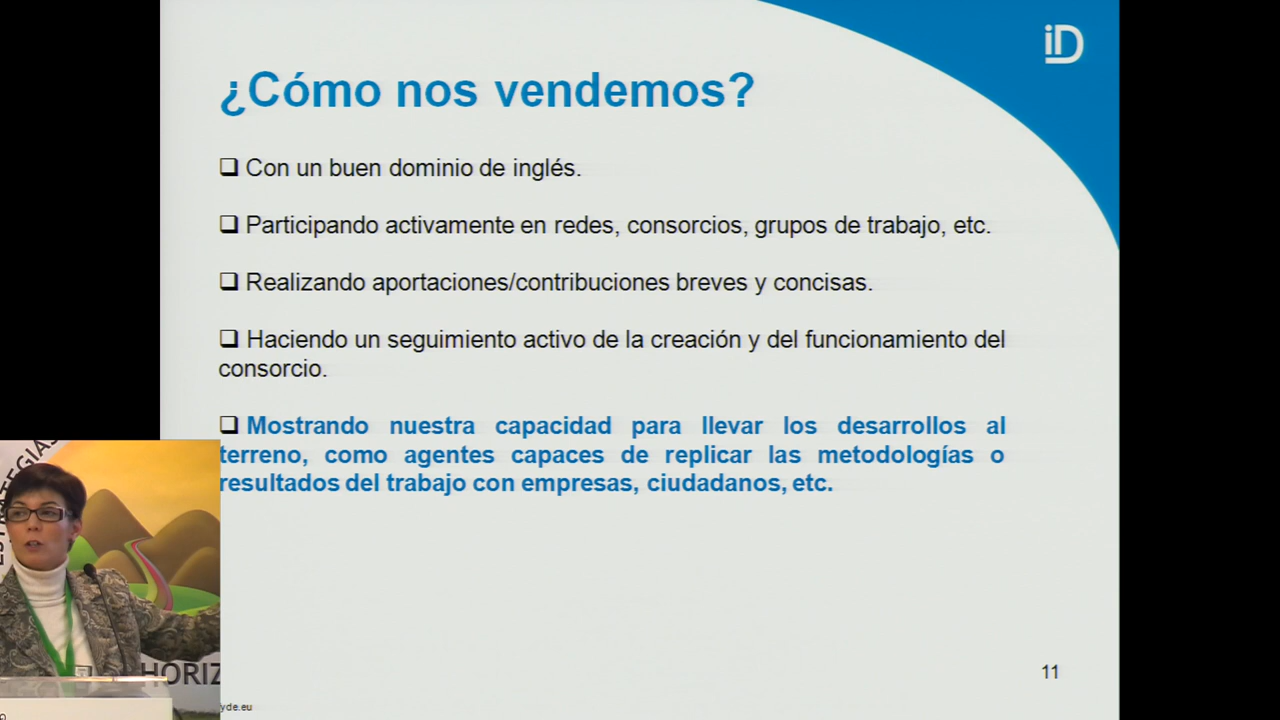 iD
¿Cómo nos vendemos?
❑ Con un buen dominio de inglés.
❑ Participando activamente en redes, consorcios, grupos de trabajo, etc.
❑ Realizando aportaciones/contribuciones breves y concisas.
❑ Haciendo un seguimiento activo de la creación y del funcionamiento del
consorcio.
❑ Mostrando nuestra capacidad para llevar los desarrollos al
terreno, como agentes capaces de replicar las metodologías o
resultados del trabajo con empresas, ciudadanos, etc.
ESTRATEGIAS
HORIZ
11
yde.eu